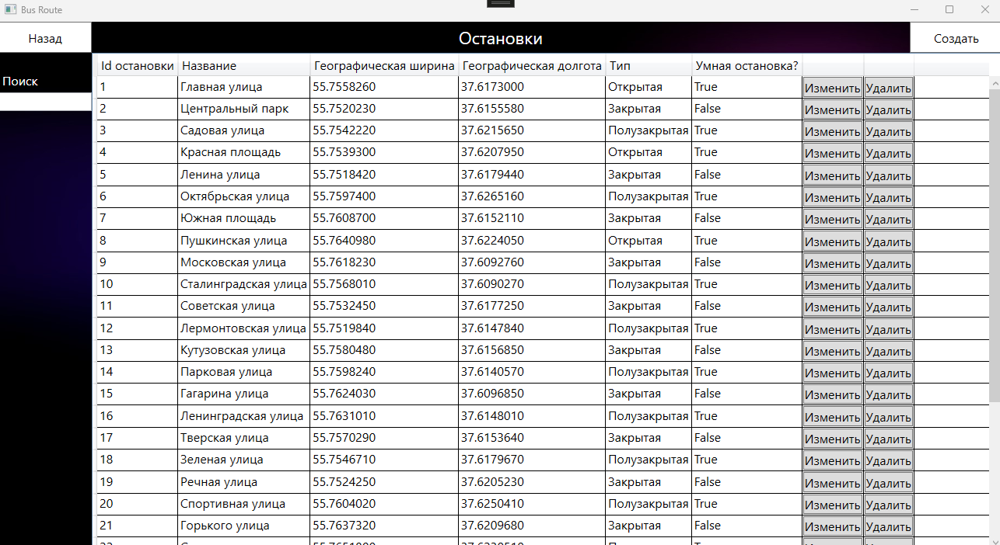 Bus Route
Назад Остановки Создать
Поиск
Id остановки Название Географическая ширина Географическая долгота Тип Умная остановка?
1 Главная улица 55.7558260 37.6173000 Открытая True Изменить Удалить
2 Центральный парк 55.7520230 37.6155580 Закрытая False Изменить Удалить
3 Садовая улица 55.7542220 37.6215650 Полузакрытая True Изменить Удалить
4 Красная площадь 55.7539300 37.6207950 Открытая True Изменить Удалить
5 Ленина улица 55.7518420 37.6179440 Закрытая False Изменить Удалить
6 Октябрьская улица 55.7597400 37.6265160 Полузакрытая True Изменить Удалить
7 Южная площадь 55.7608700 37.6152110 Закрытая False Изменить Удалить
8 Пушкинская улица 55.7640980 37.6224050 Открытая True Изменить Удалить
9 Московская улица 55.7618230 37.6092760 Закрытая False Изменить Удалить
10 Сталинградская улица 55.7568010 37.6090270 Полузакрытая True Изменить Удалить
11 Советская улица 55.7532450 37.6177250 Закрытая False Изменить Удалить
12 Лермонтовская улица 55.7519840 37.6147840 Полузакрытая True Изменить Удалить
13 Кутузовская улица 55.7580480 37.6156850 Закрытая False Изменить Удалить
14 Парковая улица 55.7598240 37.6140570 Полузакрытая True Изменить Удалить
15 Гагарина улица 55.7624030 37.6096850 Закрытая False Изменить Удалить
16 Ленинградская улица 55.7631010 37.6148010 Полузакрытая True Изменить Удалить
17 Тверская улица 55.7570290 37.6153640 Закрытая False Изменить Удалить
18 Зеленая улица 55.7546710 37.6179670 Полузакрытая True Изменить Удалить
19 Речная улица 55.7524250 37.6205230 Закрытая False Изменить Удалить
20 Спортивная улица 55.7604020 37.6250410 Полузакрытая True Изменить Удалить
21 Горького улица 55.7637320 37.6209680 Закрытая False Изменить Удалить